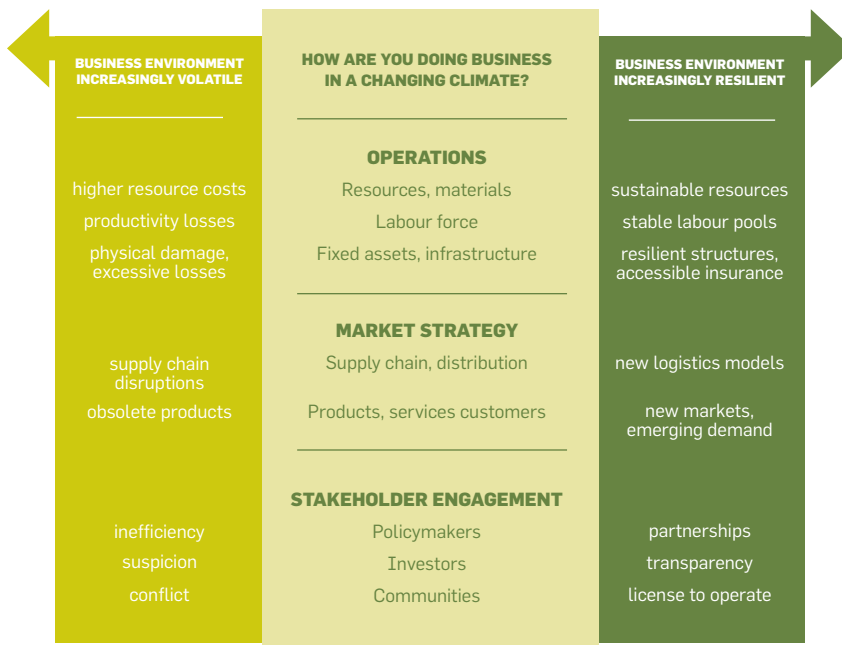 BUSINESS ENVIRONMENT
INCREASINGLY VOLATILE
HOW ARE YOU DOING BUSINESS
IN A CHANGING CLIMATE?
BUSINESS ENVIRONMENT
INCREASINGLY RESILIENT
OPERATIONS
higher resource costs
Resources, materials
sustainable resources
productivity losses
Labour force
stable labour pools
physical damage,
excessive losses
Fixed assets, infrastructure
resilient structures,
accessible insurance
MARKET STRATEGY
supply chain
disruptions
Supply chain, distribution
new logistics models
obsolete products
Products, services customers
new markets,
emerging demand
STAKEHOLDER ENGAGEMENT
inefficiency
Policymakers
partnerships
suspicion
Investors
transparency
conflict
Communities
license to operate